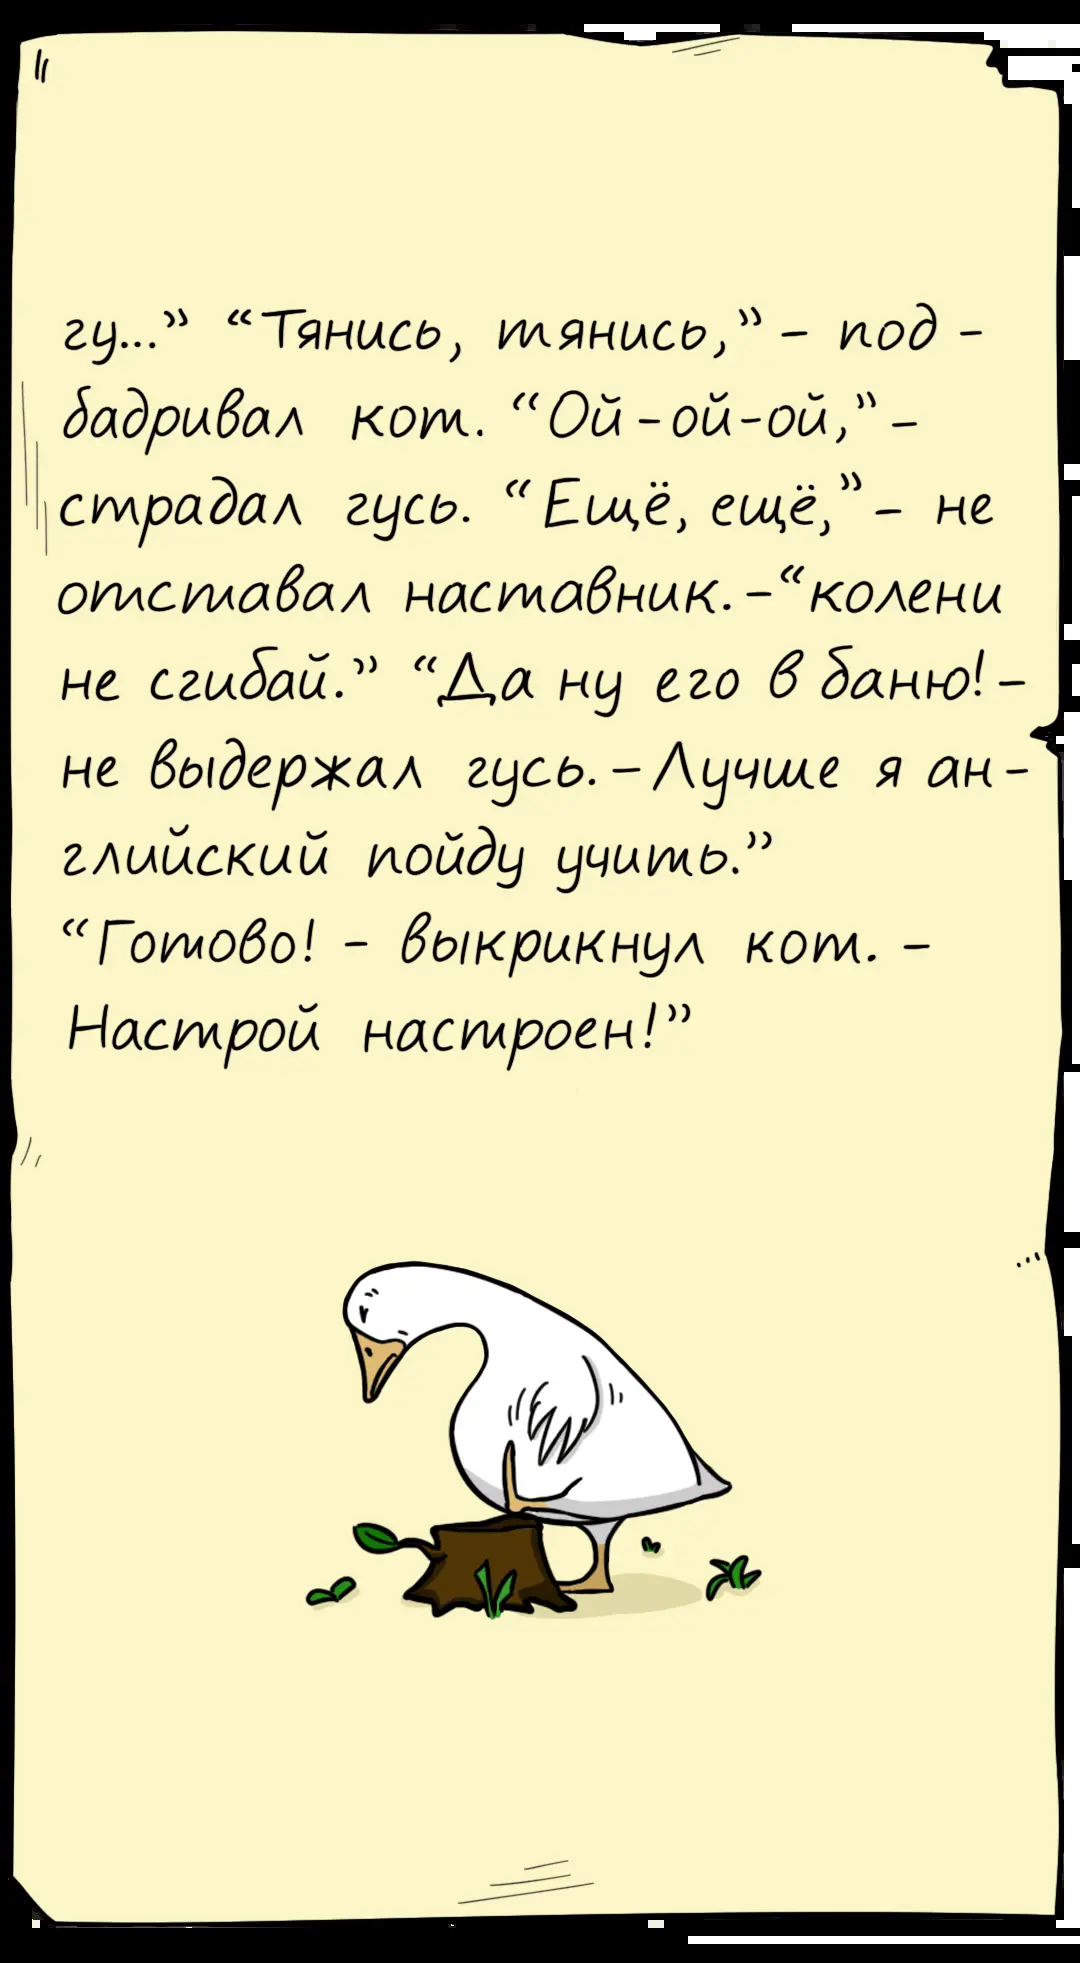 гу...” “Тянись, тянись,” – под -
бадривал кот. “Ой-ой-ой,” –
страдал гусь. “Ещё, ещё,” – не
отставал наставник. – “колени
не сгибай.” “Да ну его в баню! –
не выдержал гусь. – Лучше я ан -
глийский пойду учить.”
“Готово! – выкрикнул кот. –
Настрой настроен!”